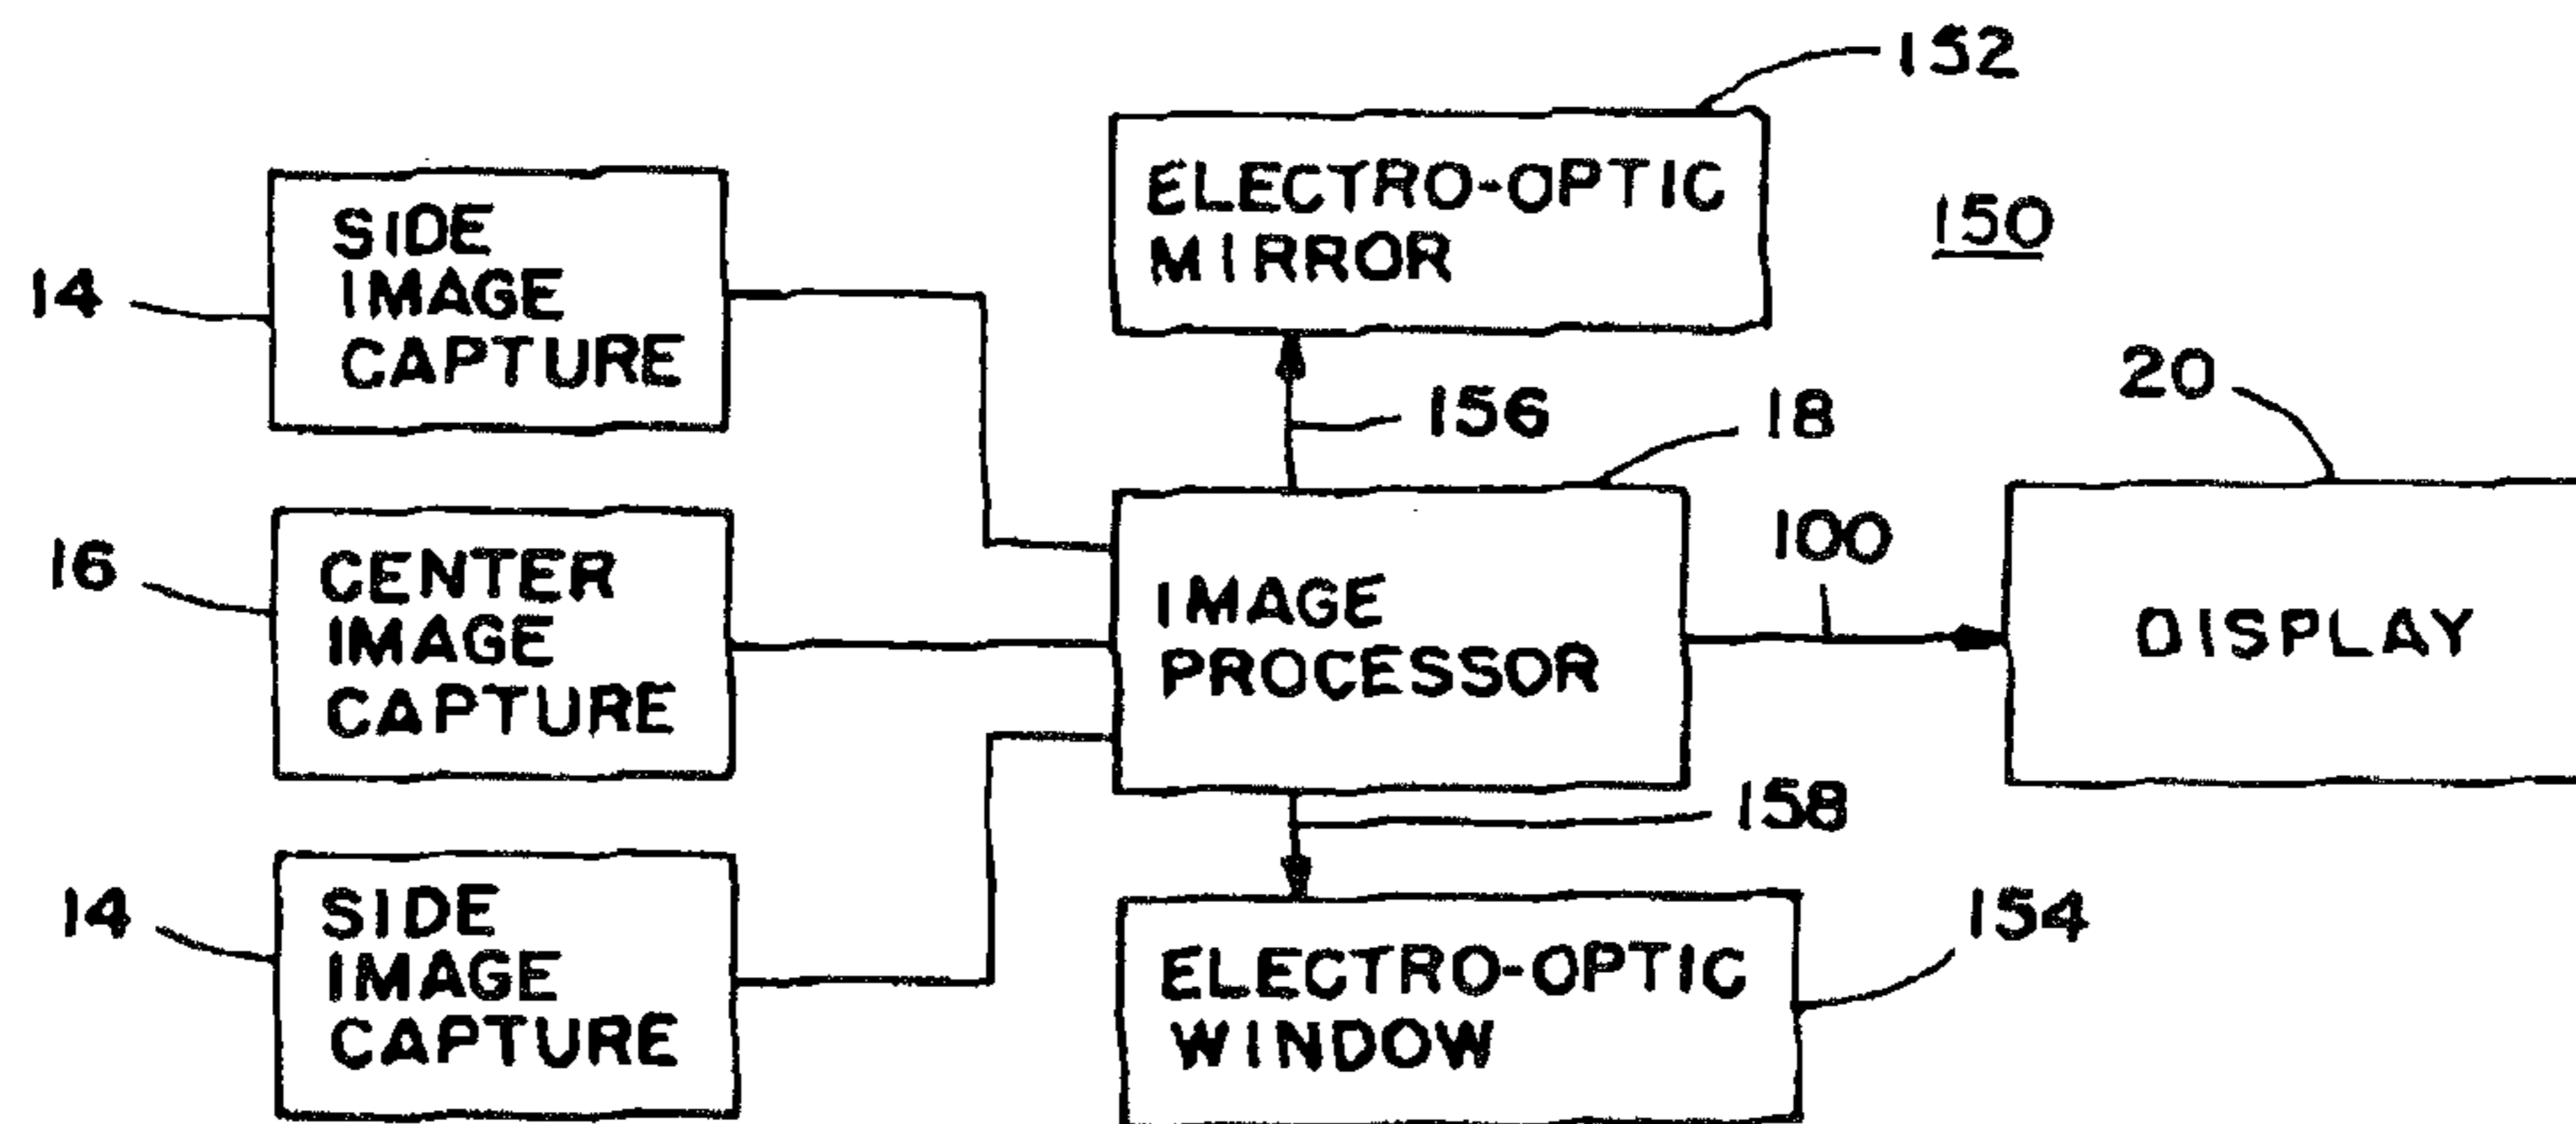 152
ELECTRO-OPTIC
MIRROR
150
SIDE
IMAGE
CAPTURE
14
156
18
20
16
CENTER
IMAGE
CAPTURE
IMAGE
PROCESSOR
100
DISPLAY
158
14
SIDE
IMAGE
CAPTURE
ELECTRO-OPTIC
WINDOW
154